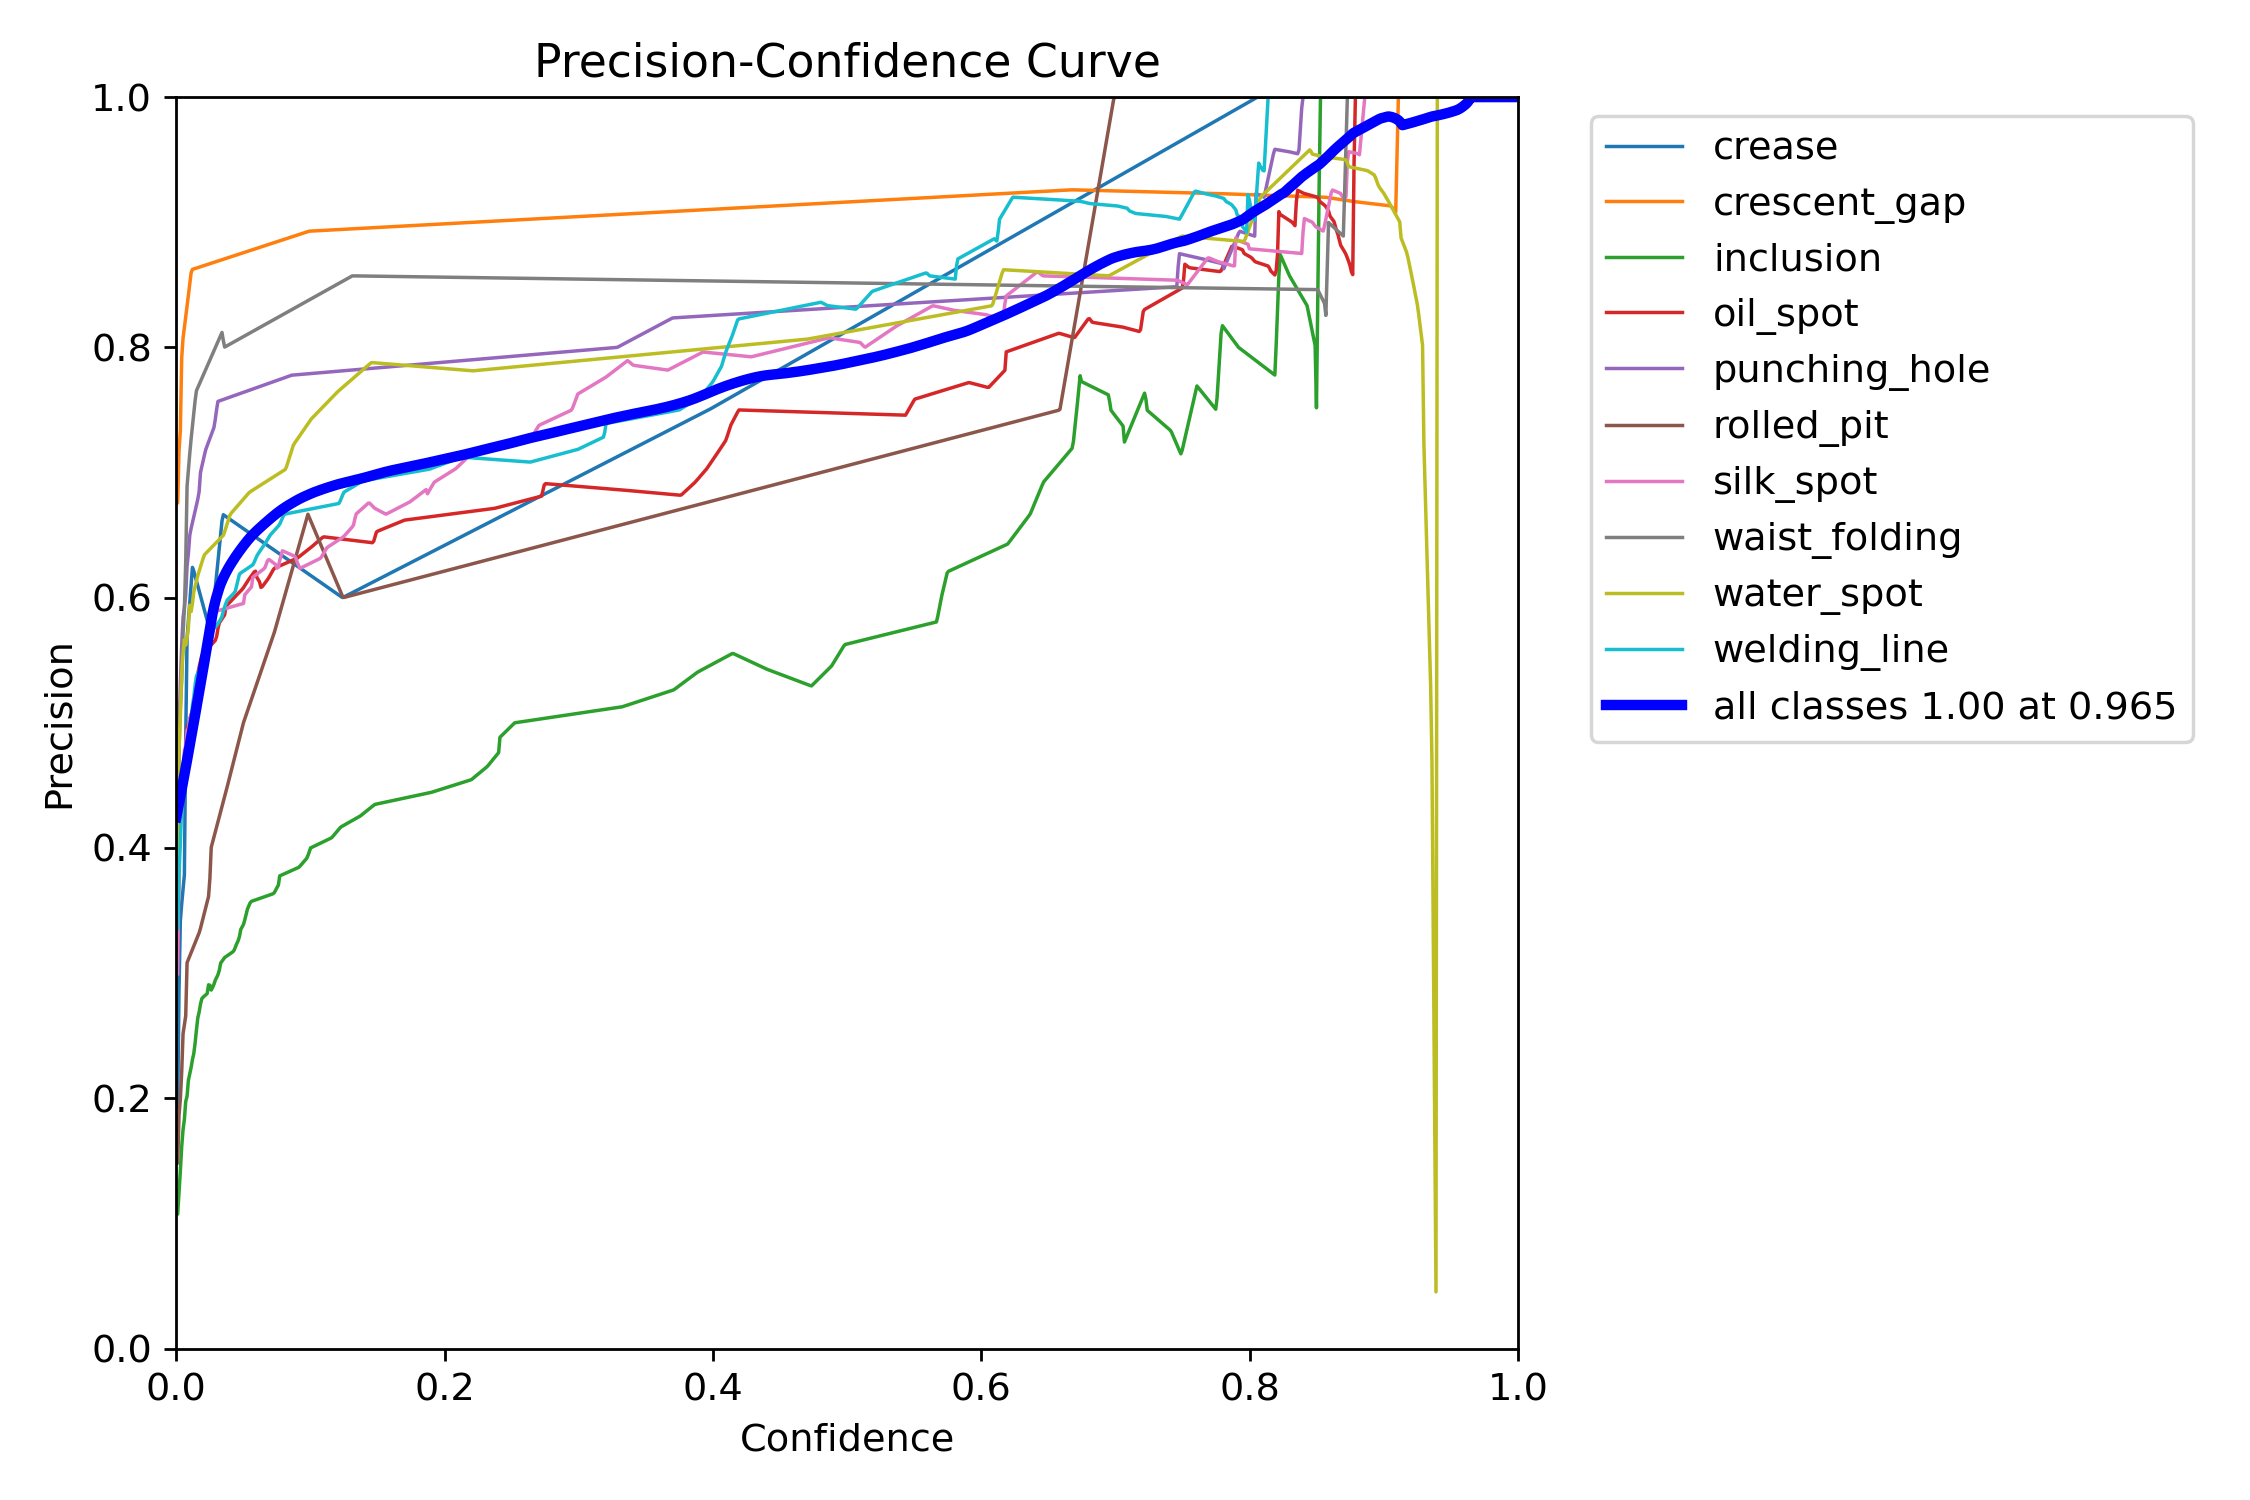 Precision-Confidence Curve
1.0
0.8
0.6
0.4
0.2
0.0
Precision
0.0 0.2 0.4 0.6 0.8 1.0
Confidence
crease
crescent_gap
inclusion
oil_spot
punching_hole
rolled_pit
silk_spot
waist_folding
water_spot
welding_line
all classes 1.00 at 0.965